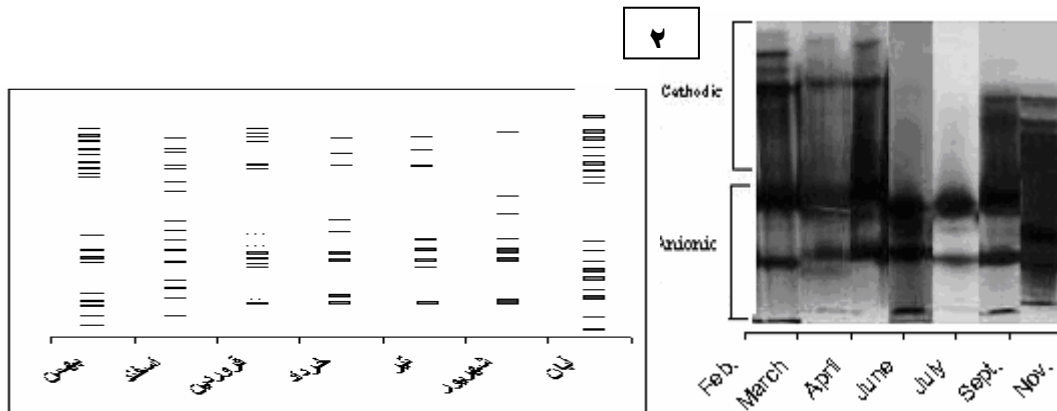 ۲
Cathodic
Anionic
بهمن
اسفند
فروردین
خرداد
تیر
شهریور
آبان
Feb.
March
April
June
July
Sept.
Nov.